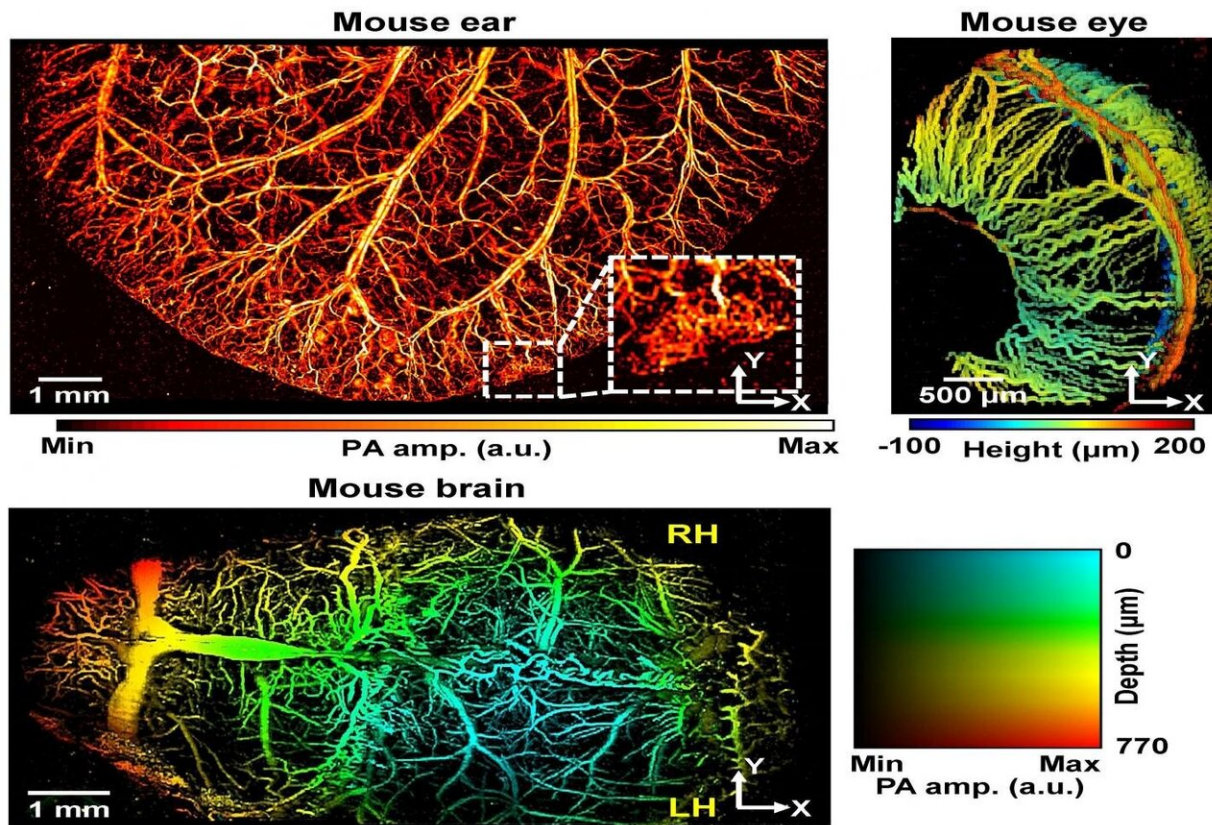 Mouse ear
Mouse eye
1 mm
Y
X
500 µm
Y
X
Min
PA amp. (a.u.)
Max
-100
Height (µm)
200
Mouse brain
RH
LH
1 mm
Y
X
0
Depth (µm)
770
Min
Max
PA amp. (a.u.)